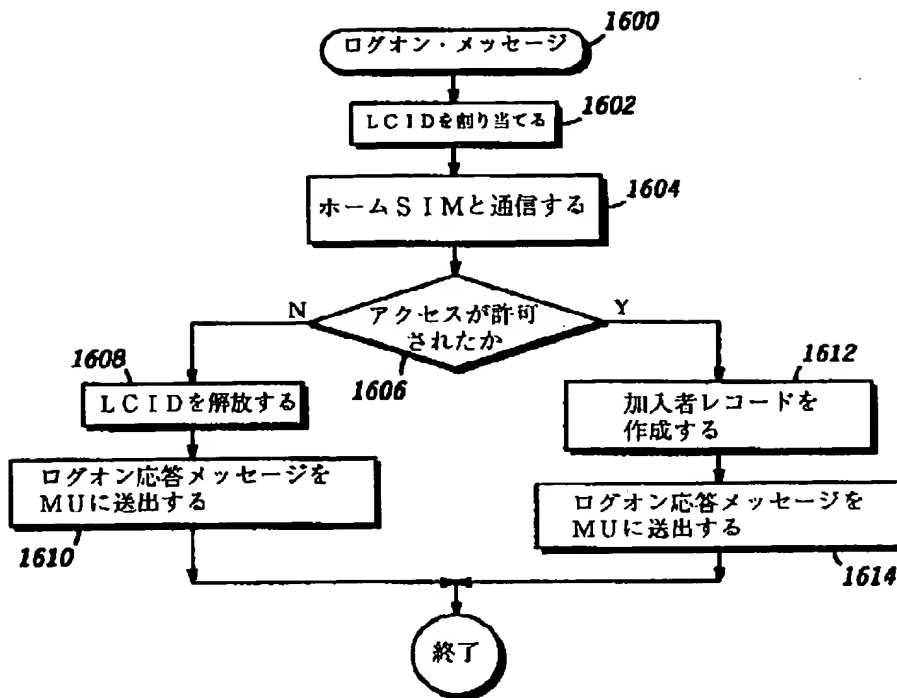 1600
ログオン・メッセージ
1602
LCIDを割り当てる
1604
ホームSIMと通信する
N
Y
アクセスが許可
されたか
1606
1608
LCIDを解放する
1612
加入者レコードを
作成する
ログオン応答メッセージを
MUに送出する
1610
ログオン応答メッセージを
MUに送出する
1614
終了